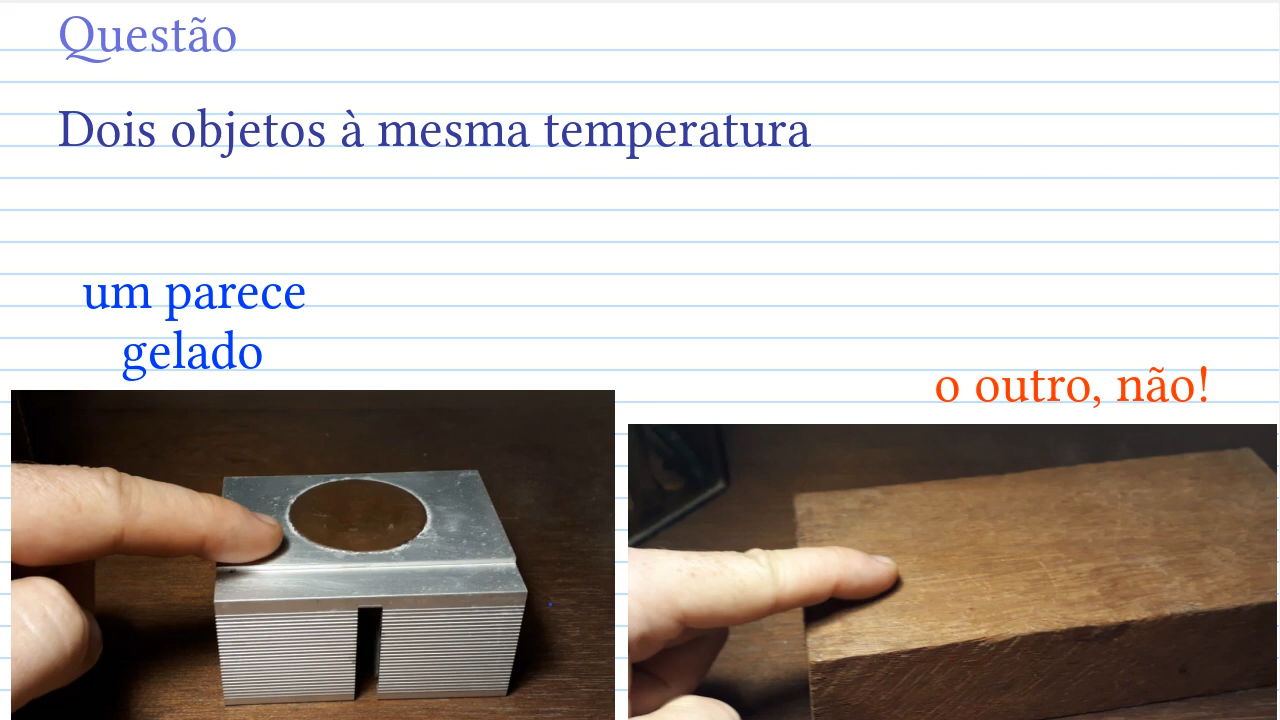 Questão
Dois objetos à mesma temperatura
um parece
gelado
o outro, não!